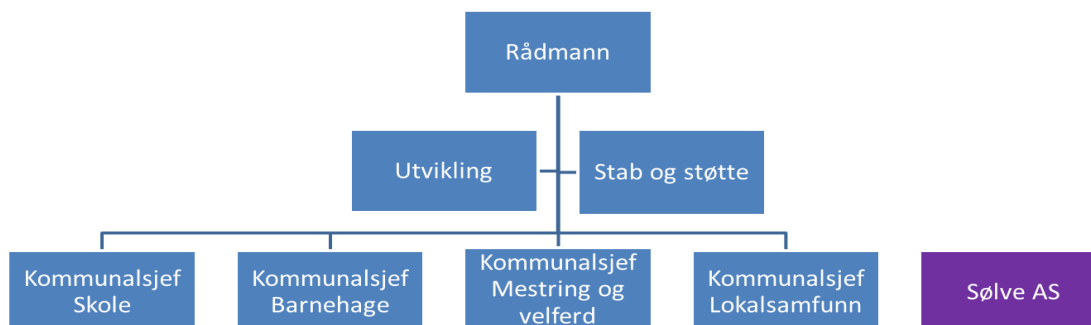 Rådmann
Utvikling
Stab og støtte
Kommunalsjef
Skole
Kommunalsjef
Barnehage
Kommunalsjef
Mestring og
velferd
Kommunalsjef
Lokalsamfunn
Sølve AS